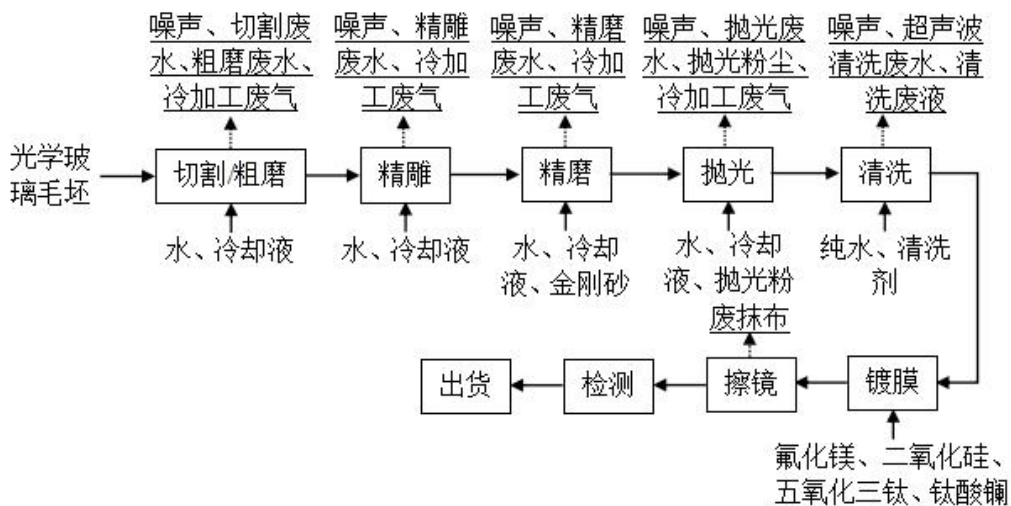 噪声、切割废
水、粗磨废水、
冷加工废气
噪声、精雕
废水、冷加
工废气
噪声、精磨
废水、冷加
工废气
噪声、抛光废
水、抛光粉尘、
冷加工废气
噪声、超声波
清洗废水、清
洗废液
光学玻
璃毛坯
切割/粗磨
精雕
精磨
抛光
清洗
水、冷却液
水、冷却液
水、冷却
液、金刚砂
水、冷却
液、抛光粉
纯水、清洗
剂
废抹布
出货
检测
擦镜
镀膜
氟化镁、二氧化硅、
五氧化三钛、钛酸镧